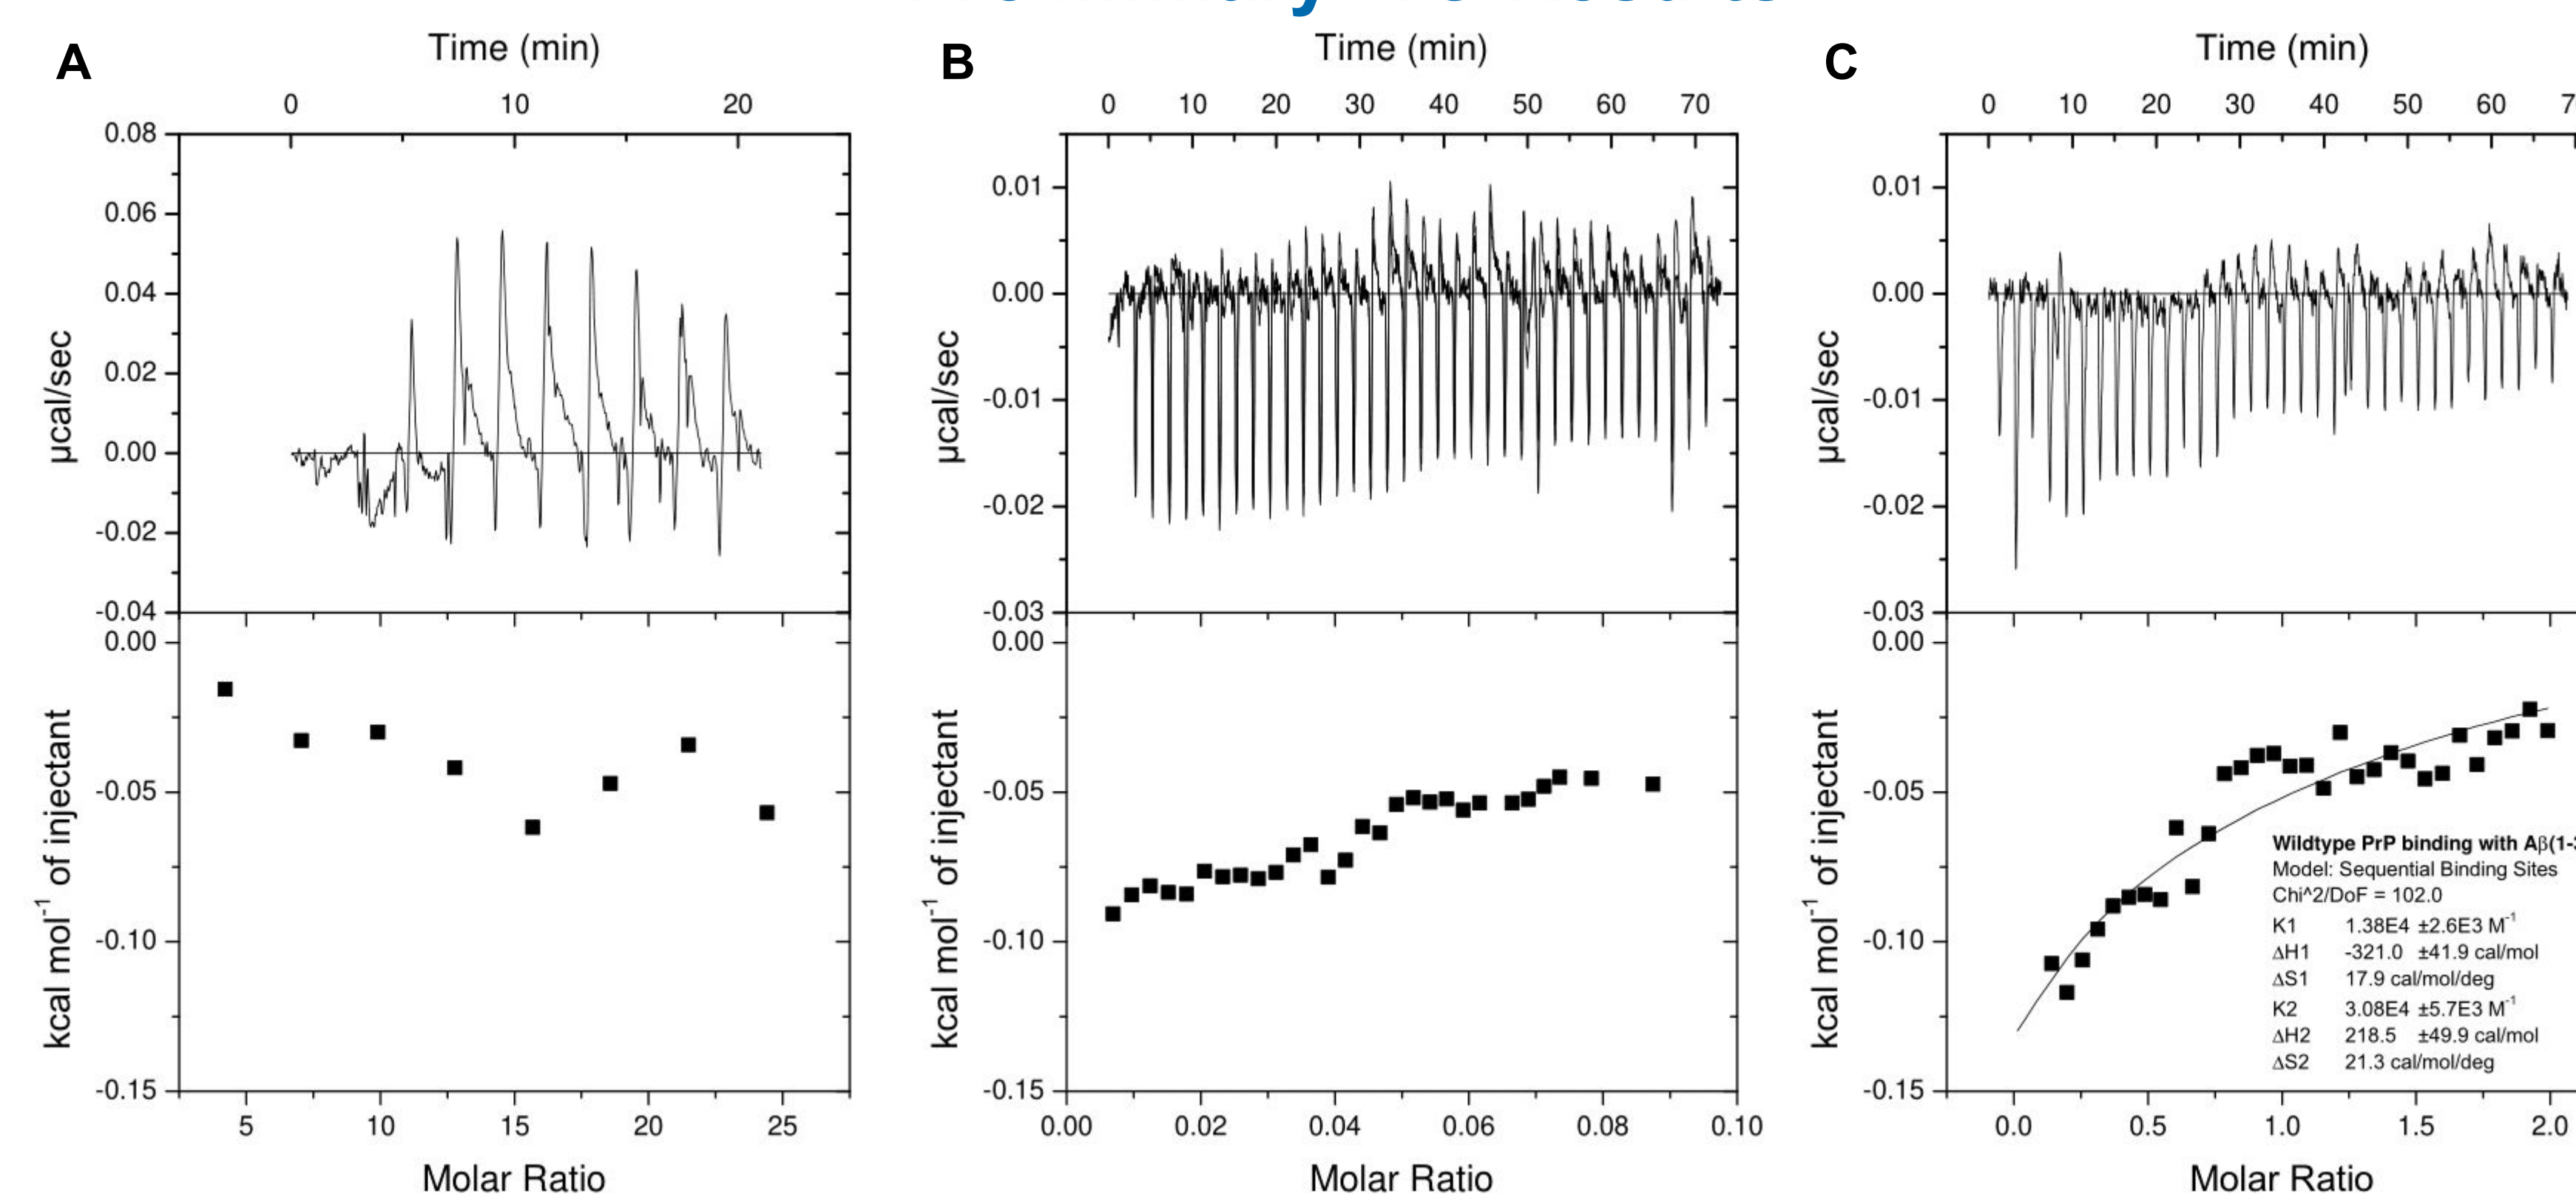 A
Time (min)
0 10 20
0.08
0.06
0.04
0.02
0.00
-0.02
-0.04
µcal/sec
0.00
-0.05
-0.10
-0.15
kcal mol⁻¹ of injectant
5 10 15 20 25
Molar Ratio
B
Time (min)
0 10 20 30 40 50 60 70
0.01
0.00
-0.01
-0.02
-0.03
µcal/sec
0.00
-0.05
-0.10
-0.15
kcal mol⁻¹ of injectant
0.00 0.02 0.04 0.06 0.08 0.10
Molar Ratio
C
Time (min)
0 10 20 30 40 50 60 7
0.01
0.00
-0.01
-0.02
-0.03
µcal/sec
0.00
-0.05
-0.10
-0.15
kcal mol⁻¹ of injectant
Wildtype PrP binding with Aβ(1-
Model: Sequential Binding Sites
Chi^2/DoF = 102.0
K1 1.38E4 ±2.6E3 M⁻¹
ΔH1 -321.0 ±41.9 cal/mol
ΔS1 17.9 cal/mol/deg
K2 3.08E4 ±5.7E3 M⁻¹
ΔH2 218.5 ±49.9 cal/mol
ΔS2 21.3 cal/mol/deg
0.0 0.5 1.0 1.5 2.0
Molar Ratio